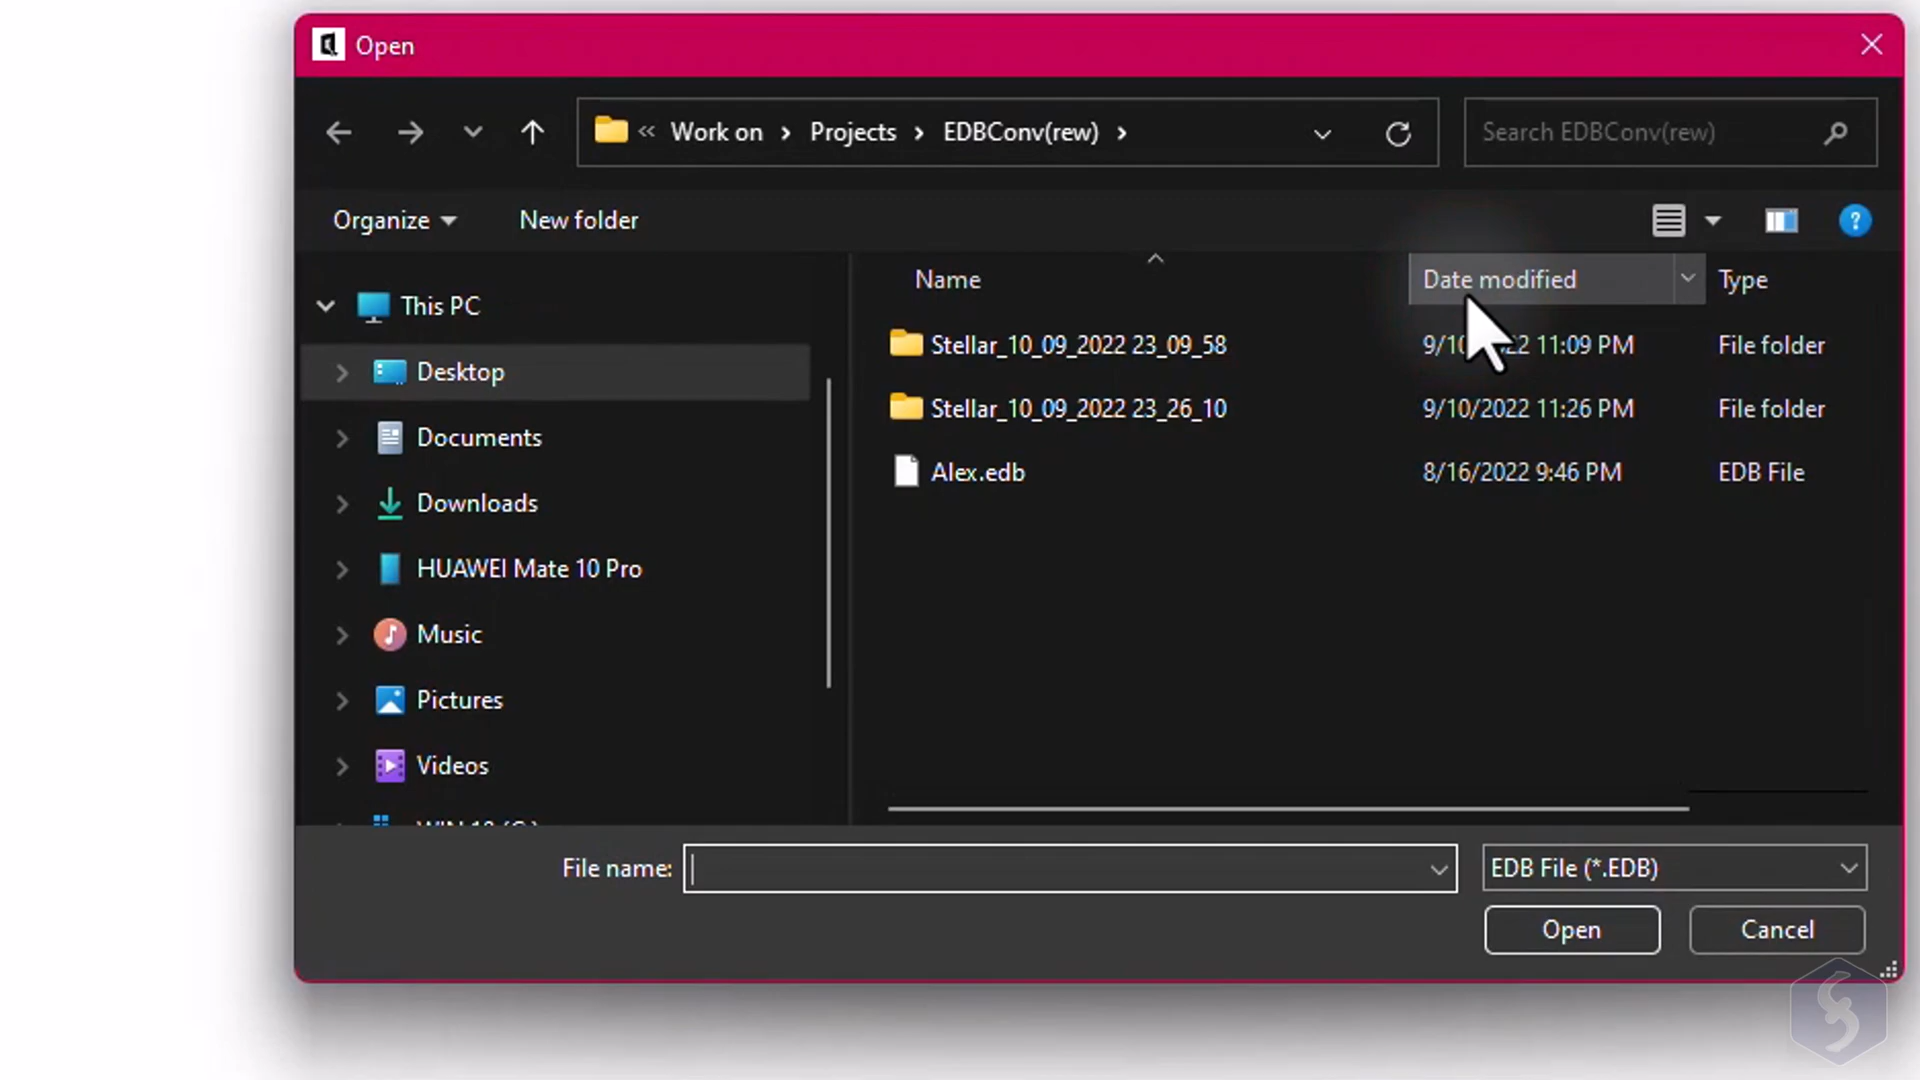 Open
« Work on › Projects › EDBConv(rew) ›
Search EDBConv(rew)
Organize
New folder
Name
Date modified
Type
This PC
Desktop
Documents
Downloads
HUAWEI Mate 10 Pro
Music
Pictures
Videos
Stellar_10_09_2022 23_09_58
11:09 PM
File folder
Stellar_10_09_2022 23_26_10
9/10/2022 11:26 PM
File folder
Alex.edb
8/16/2022 9:46 PM
EDB File
File name:
EDB File (*.EDB)
Open
Cancel